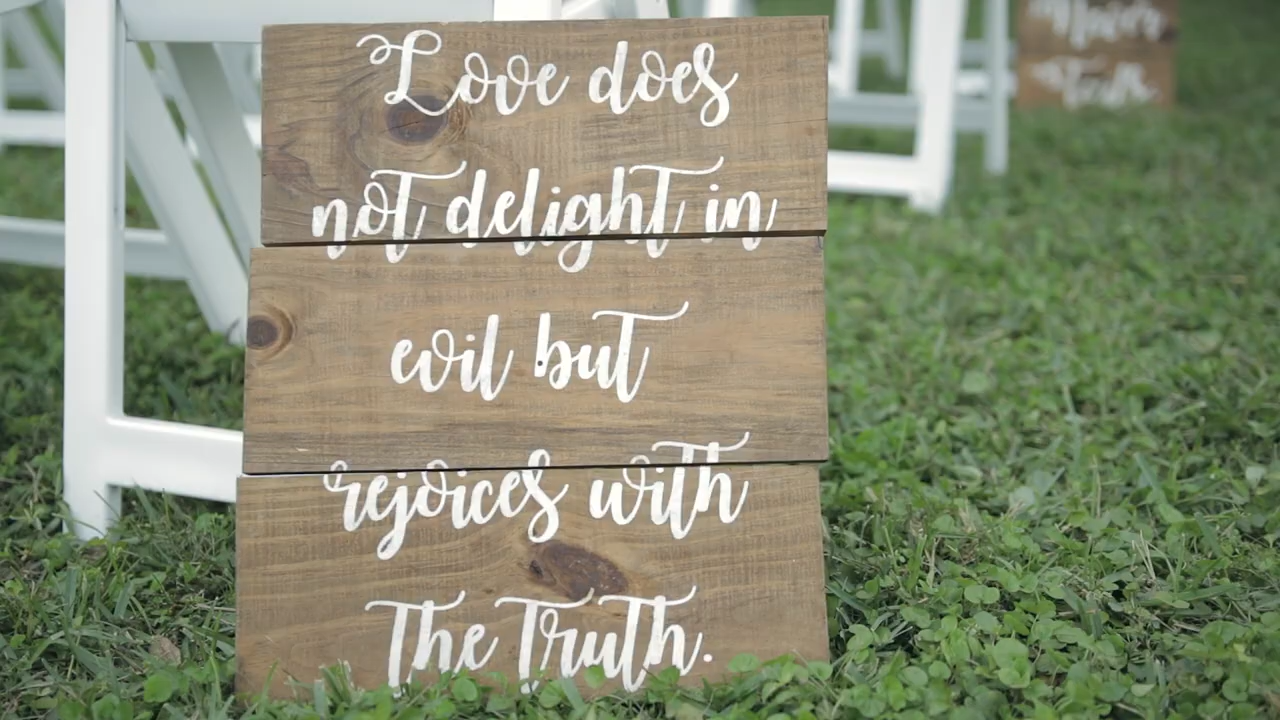 Love does
not delight in
evil but
rejoices with
The Truth.